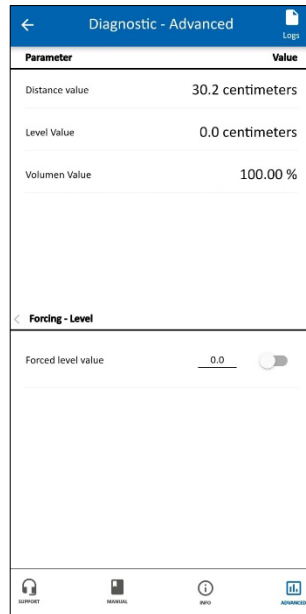 Diagnostic - Advanced
Logs
Parameter Value
Distance value 30.2 centimeters
Level Value 0.0 centimeters
Volumen Value 100.00 %
Forcing - Level
Forced level value 0.0
SUPPORT MANUAL INFO ADVANCED